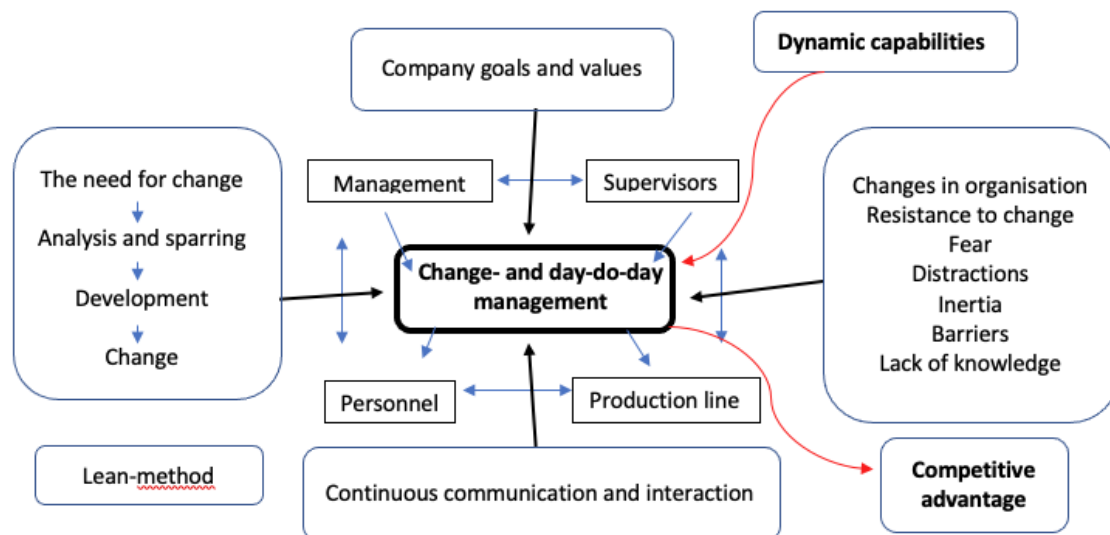 Dynamic capabilities
Company goals and values
The need for change
Analysis and sparring
Development
Change
Management
Supervisors
Changes in organisation
Resistance to change
Fear
Distractions
Inertia
Barriers
Lack of knowledge
Change- and day-do-day
management
Personnel
Production line
Lean-method
Continuous communication and interaction
Competitive
advantage